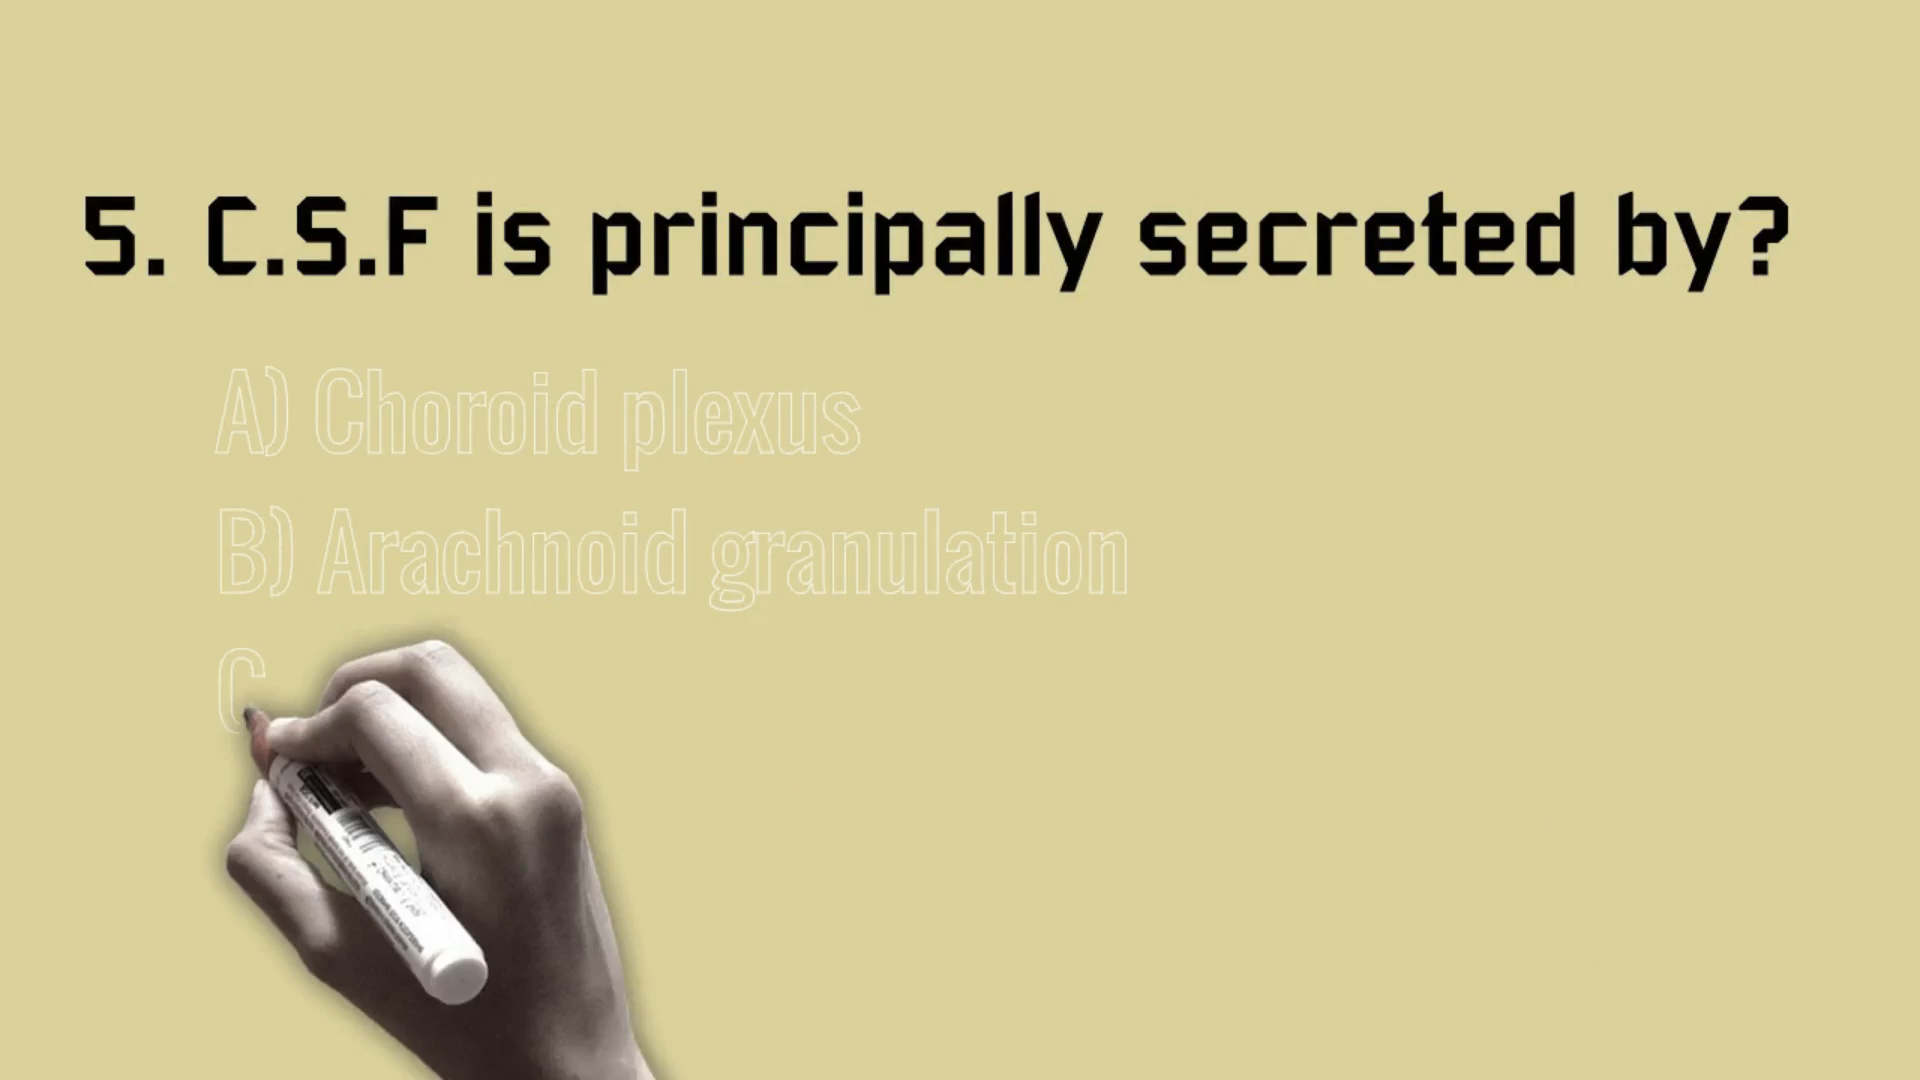 5. C.S.F is principally secreted by?
A) Choroid plexus
B) Arachnoid granulation
C